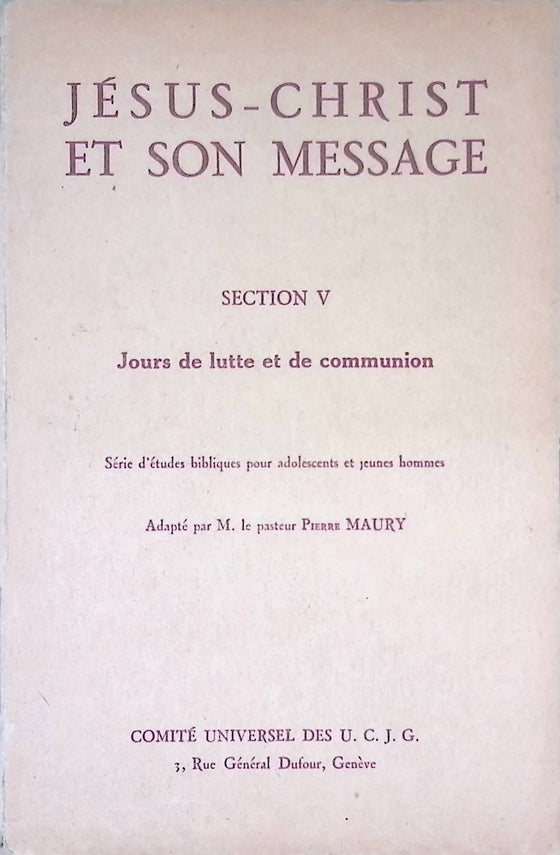 JÉSUS-CHRIST
ET SON MESSAGE
SECTION V
Jours de lutte et de communion
Série d'études bibliques pour adolescents et jeunes hommes
Adapté par M. le pasteur PIERRE MAURY
COMITÉ UNIVERSEL DES U. C. J. G.
3, Rue Général Dufour, Genève